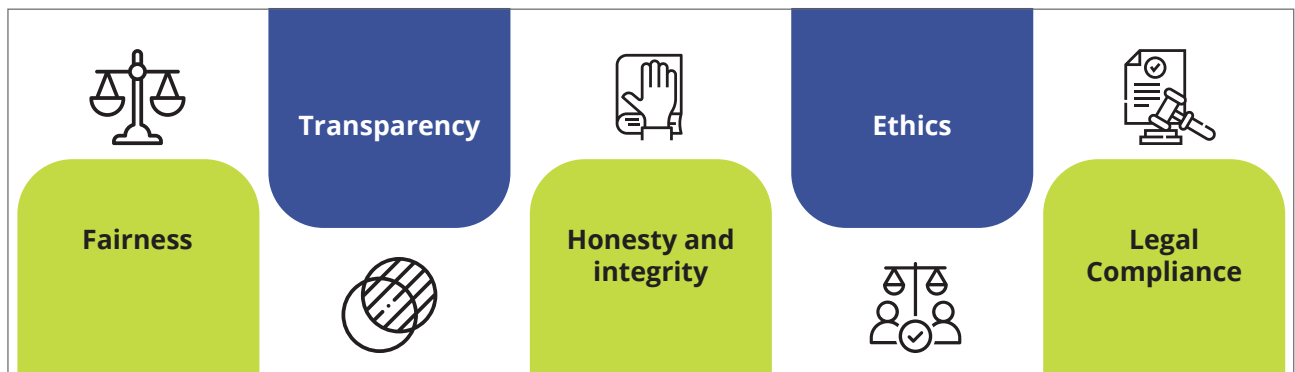 Fairness
Transparency
Honesty and
integrity
Ethics
Legal
Compliance